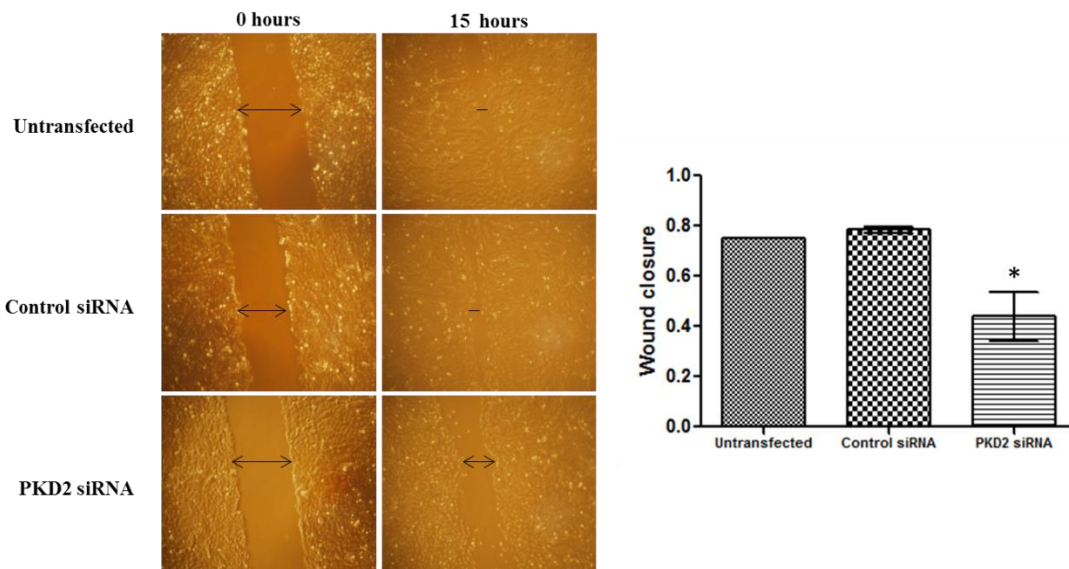 0 hours
15 hours
Untransfected
Control siRNA
PKD2 siRNA
Wound closure
1.0
0.8
0.6
0.4
0.2
0.0
*
Untransfected
Control siRNA
PKD2 siRNA